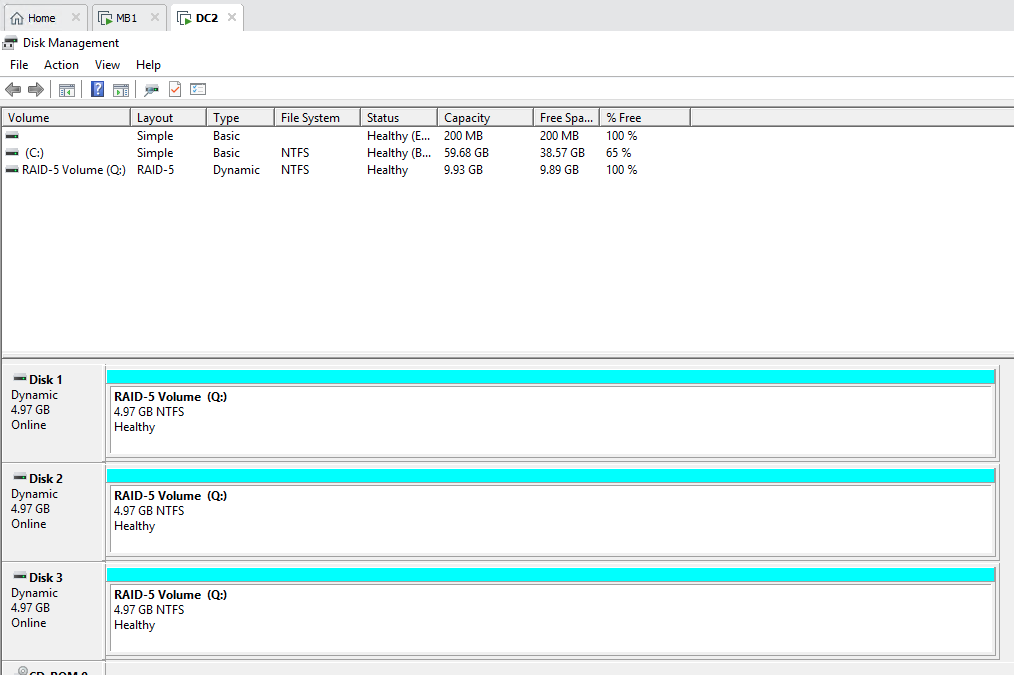 Home MB1 DC2
Disk Management
File Action View Help
Volume Layout Type File System Status Capacity Free Spa... % Free
Simple Basic Healthy (E... 200 MB 200 MB 100 %
(C:) Simple Basic NTFS Healthy (B... 59.68 GB 38.57 GB 65 %
RAID-5 Volume (Q:) RAID-5 Dynamic NTFS Healthy 9.93 GB 9.89 GB 100 %
Disk 1
Dynamic
4.97 GB
Online
RAID-5 Volume (Q:)
4.97 GB NTFS
Healthy
Disk 2
Dynamic
4.97 GB
Online
RAID-5 Volume (Q:)
4.97 GB NTFS
Healthy
Disk 3
Dynamic
4.97 GB
Online
RAID-5 Volume (Q:)
4.97 GB NTFS
Healthy
CD-ROM 0